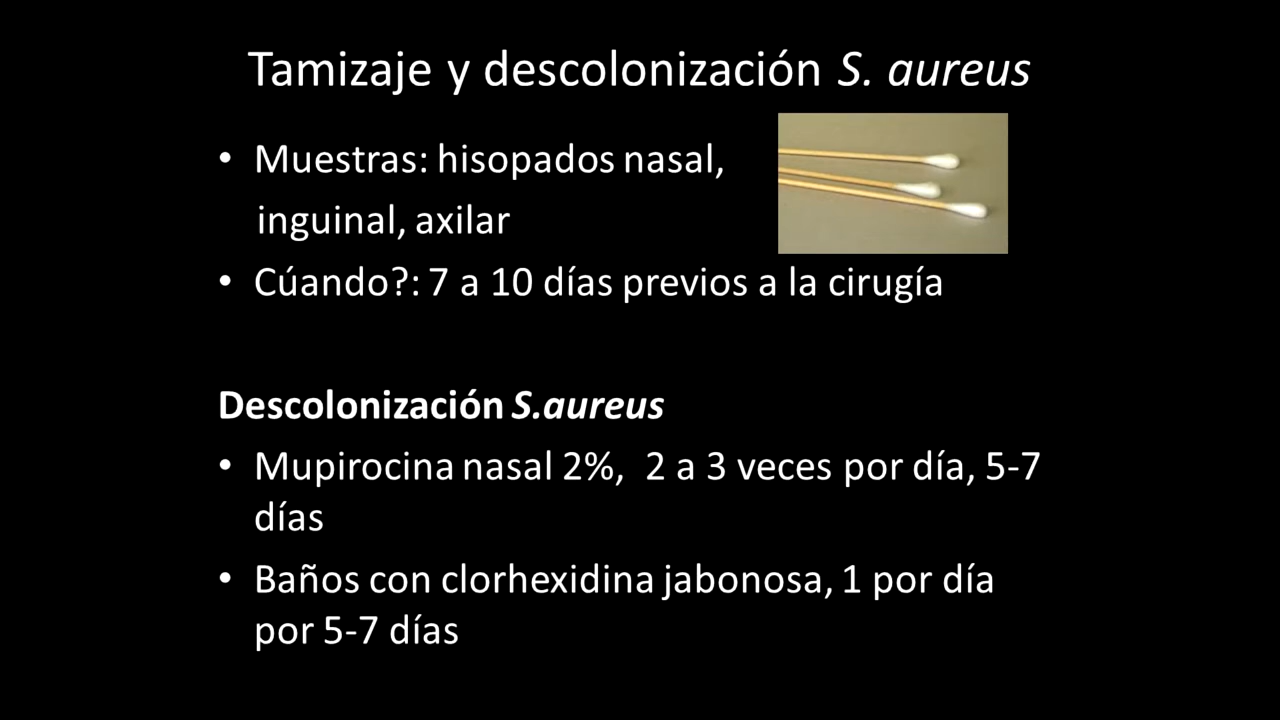 Tamizaje y descolonización S. aureus
• Muestras: hisopados nasal,
inguinal, axilar
• Cúando?: 7 a 10 días previos a la cirugía
Descolonización S.aureus
• Mupirocina nasal 2%, 2 a 3 veces por día, 5-7
días
• Baños con clorhexidina jabonosa, 1 por día
por 5-7 días